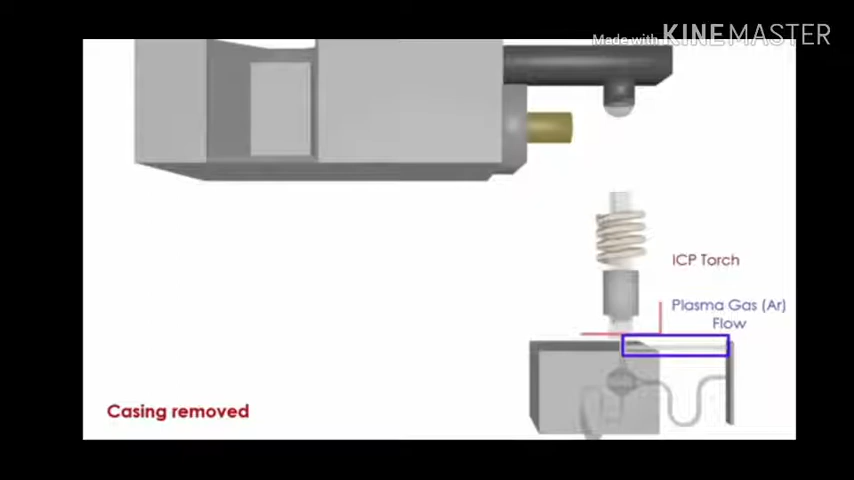 Made with KINEMASTER
ICP Torch
Plasma Gas (Ar)
Flow
Casing removed